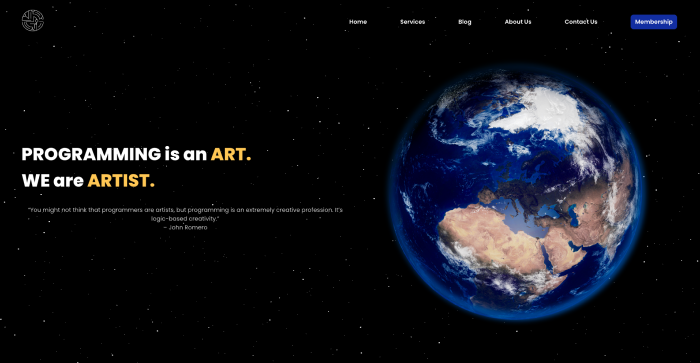 Home Services Blog About Us Contact Us Membership
PROGRAMMING is an ART.
WE are ARTIST.
“You might not think that programmers are artists, but programming is an extremely creative profession. It's
logic-based creativity.”
– John Romero